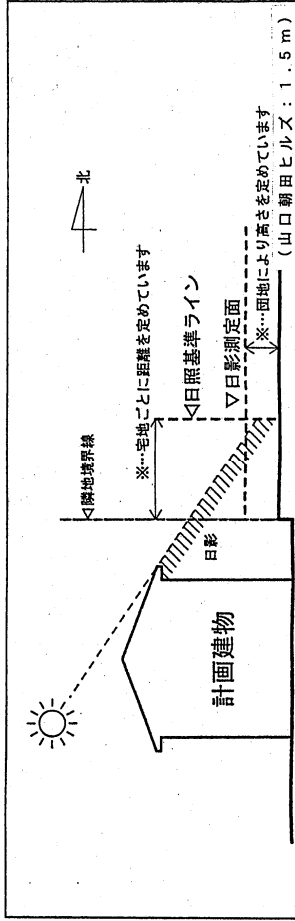 北
▽隣地境界線
※…宅地ごとに距離を定めています
◁日照基準ライン
▽日影測定面
※…団地により高さを定めています
(山口朝田ヒルズ：1．5ｍ)
日影
計画建物